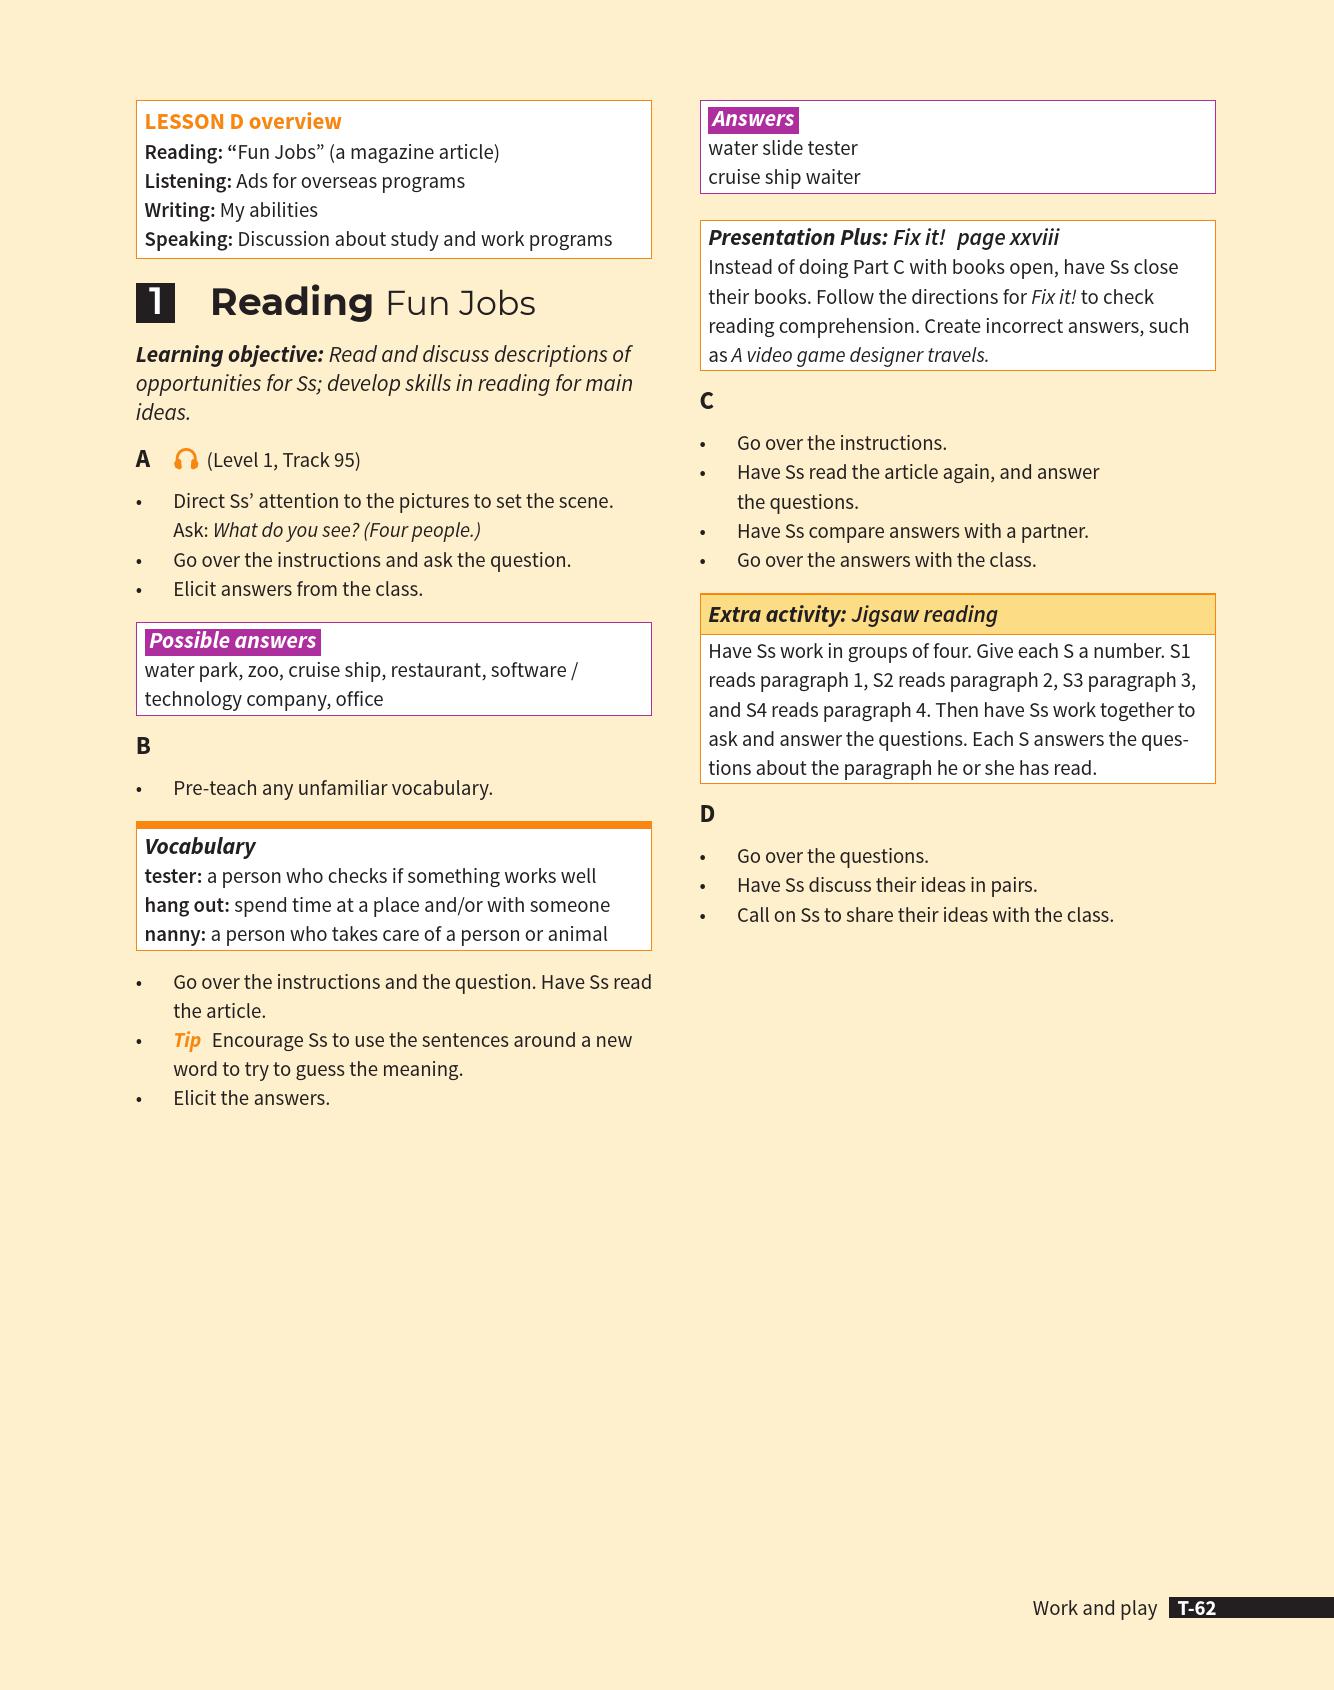 LESSON D overview
Reading: “Fun Jobs” (a magazine article)
Listening: Ads for overseas programs
Writing: My abilities
Speaking: Discussion about study and work programs
1 Reading Fun Jobs
Learning objective: Read and discuss descriptions of
opportunities for Ss; develop skills in reading for main
ideas.
A (Level 1, Track 95)
• Direct Ss’ attention to the pictures to set the scene.
Ask: What do you see? (Four people.)
• Go over the instructions and ask the question.
• Elicit answers from the class.
Possible answers
water park, zoo, cruise ship, restaurant, software /
technology company, office
B
• Pre-teach any unfamiliar vocabulary.
Vocabulary
tester: a person who checks if something works well
hang out: spend time at a place and/or with someone
nanny: a person who takes care of a person or animal
• Go over the instructions and the question. Have Ss read
the article.
• Tip Encourage Ss to use the sentences around a new
word to try to guess the meaning.
• Elicit the answers.
Answers
water slide tester
cruise ship waiter
Presentation Plus: Fix it! page xxviii
Instead of doing Part C with books open, have Ss close
their books. Follow the directions for Fix it! to check
reading comprehension. Create incorrect answers, such
as A video game designer travels.
C
• Go over the instructions.
• Have Ss read the article again, and answer
the questions.
• Have Ss compare answers with a partner.
• Go over the answers with the class.
Extra activity: Jigsaw reading
Have Ss work in groups of four. Give each S a number. S1
reads paragraph 1, S2 reads paragraph 2, S3 paragraph 3,
and S4 reads paragraph 4. Then have Ss work together to
ask and answer the questions. Each S answers the ques-
tions about the paragraph he or she has read.
D
• Go over the questions.
• Have Ss discuss their ideas in pairs.
• Call on Ss to share their ideas with the class.
Work and play T-62